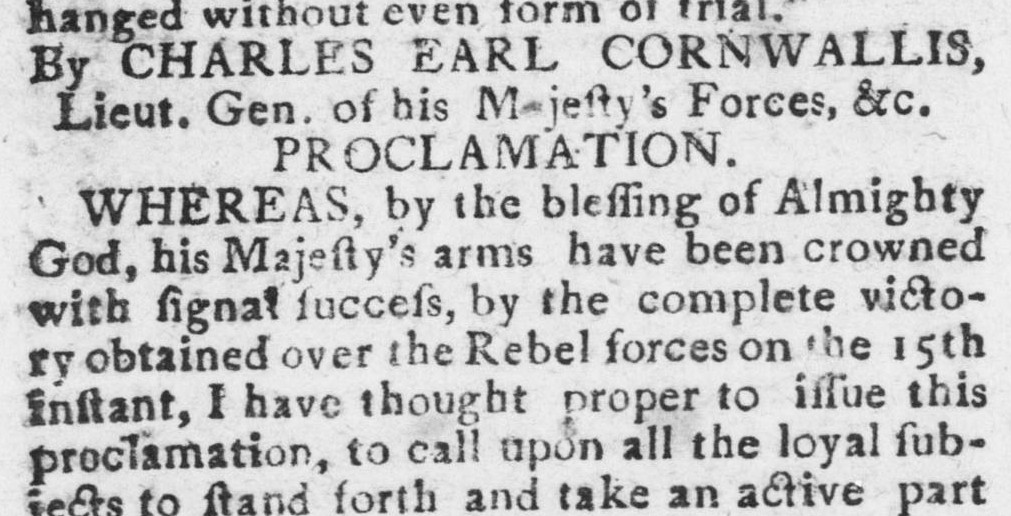 hanged without even form of trial."
By CHARLES EARL CORNWALLIS,
Lieut. Gen. of his Majeſty's Forces, &c.
PROCLAMATION.
WHEREAS, by the bleſſing of Almighty
God, his Majeſty's arms have been crowned
with ſignal ſucceſs, by the complete victo-
ry obtained over the Rebel forces on the 15th
inſtant, I have thought proper to iſſue this
proclamation, to call upon all the loyal ſub-
jects to ſtand forth and take an active part